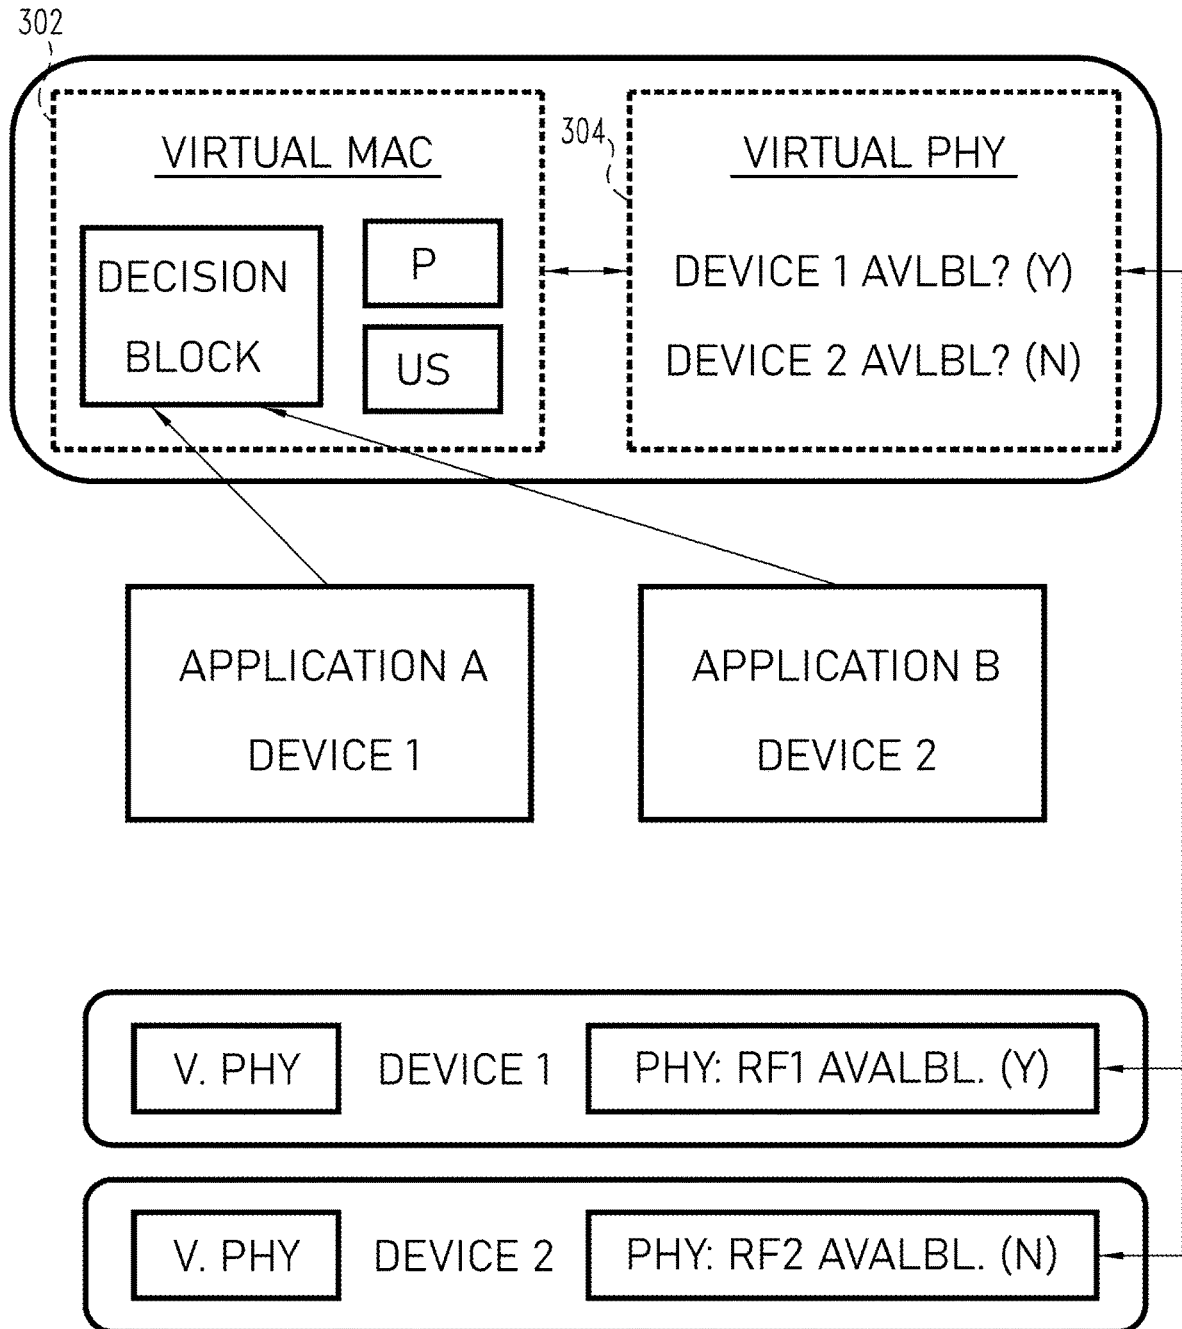 302
VIRTUAL MAC
304
VIRTUAL PHY
DECISION
BLOCK
P
US
DEVICE 1 AVLBL? (Y)
DEVICE 2 AVLBL? (N)
APPLICATION A
DEVICE 1
APPLICATION B
DEVICE 2
V. PHY
DEVICE 1
PHY: RF1 AVALBL. (Y)
V. PHY
DEVICE 2
PHY: RF2 AVALBL. (N)